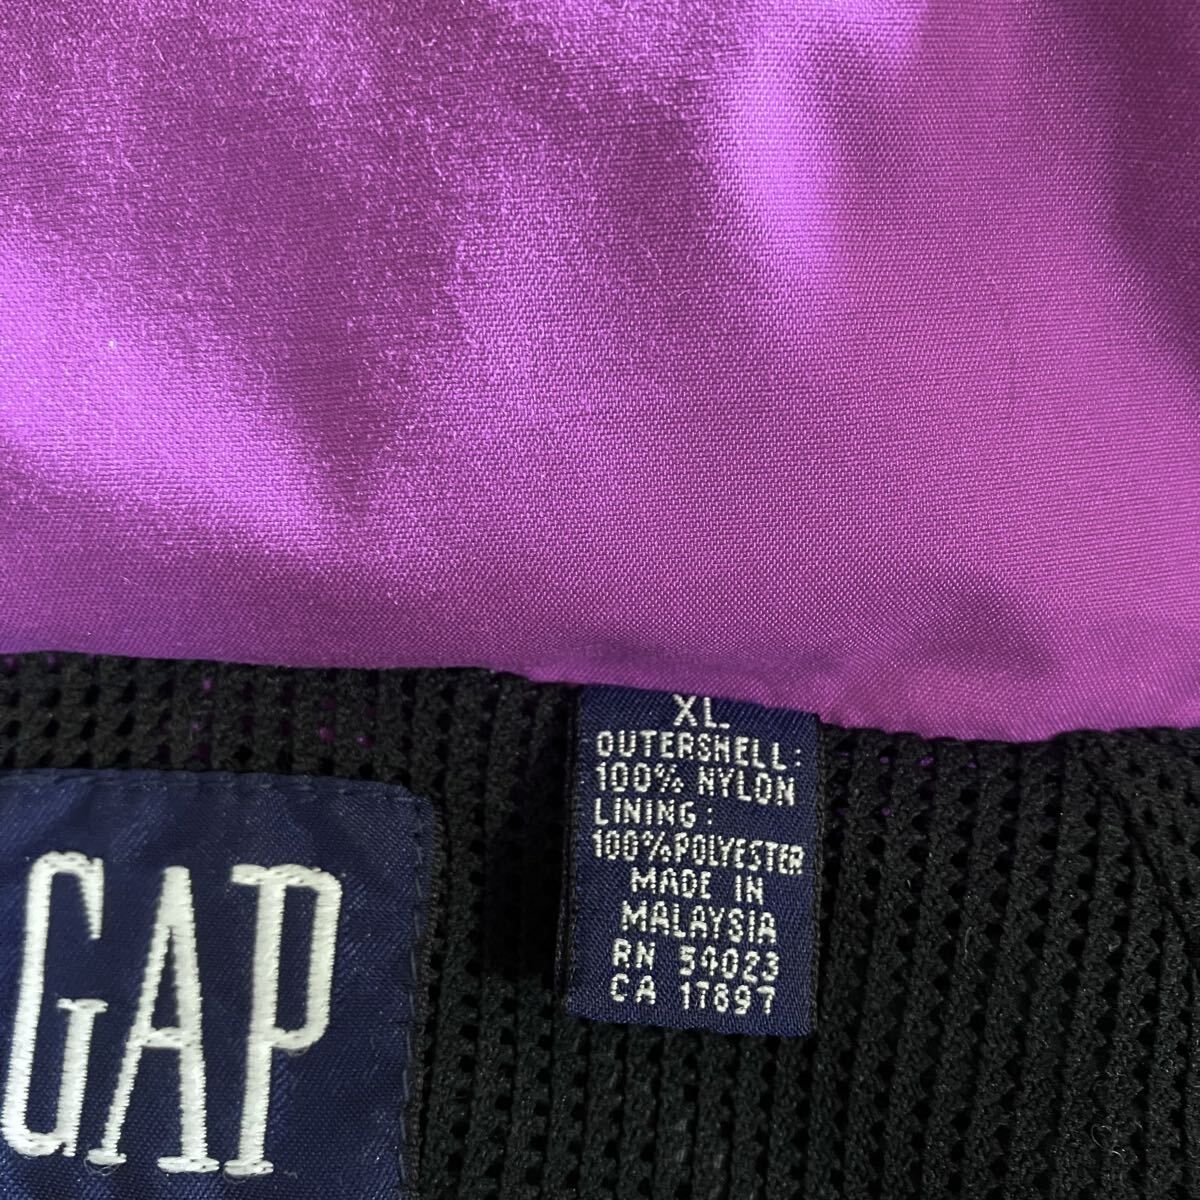 XL
OUTERSHELL:
100% NYLON
LINING:
100%POLYESTER
MADE IN
MALAYSIA
RN 54023
CA 17897
GAP